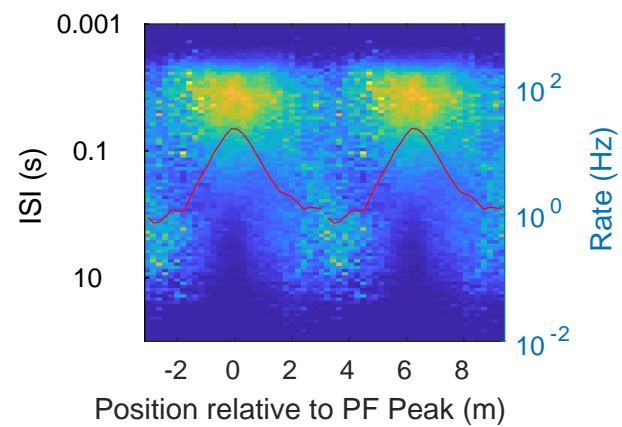 0.001
0.1
10
ISI (s)
10^2
10^0
10^-2
Rate (Hz)
-2 0 2 4 6 8
Position relative to PF Peak (m)